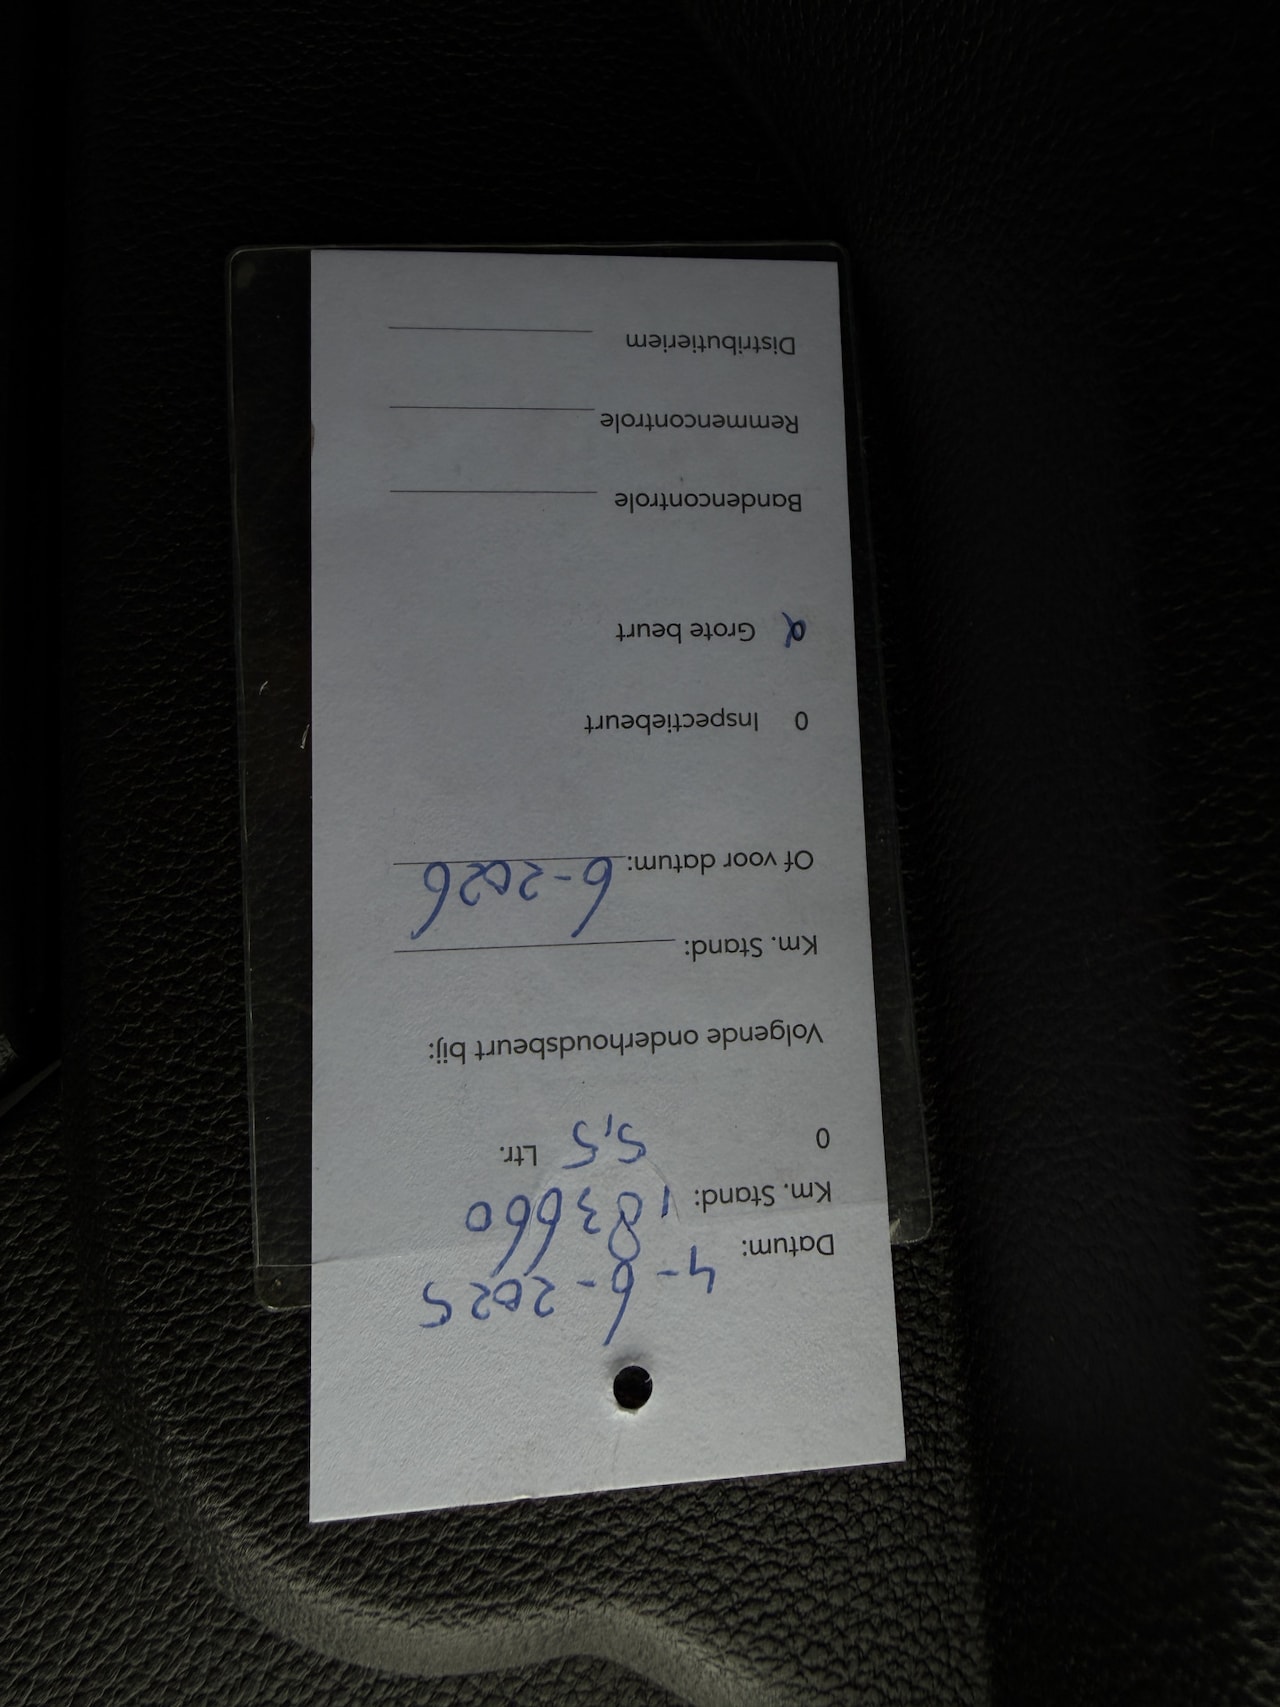 Datum: 4-6-2025
Km. Stand: 183660
0 5,5 Ltr.
Volgende onderhoudsbeurt bij:
Km. Stand:
Of voor datum: 6-2026
0 Inspectiebeurt
0 Grote beurt
Bandencontrole
Remmencontrole
Distributieriem